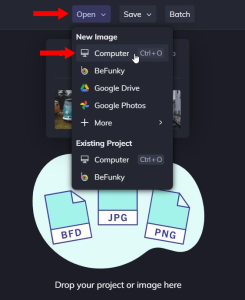 Open Save Batch
New Image
Computer Ctrl+O
BeFunky
Google Drive
Google Photos
More
Existing Project
Computer Ctrl+O
BeFunky
BFD JPG PNG
Drop your project or image here